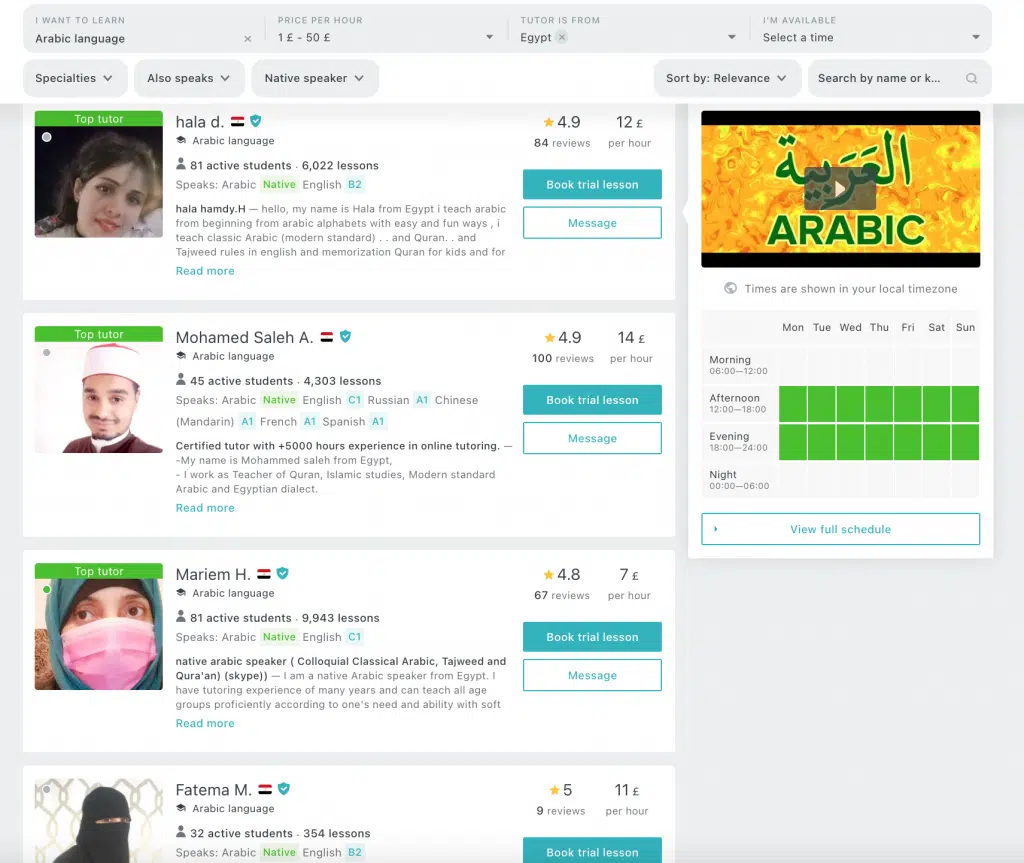 I WANT TO LEARN
Arabic language ×
PRICE PER HOUR
1 £ - 50 £
TUTOR IS FROM
Egypt ×
I'M AVAILABLE
Select a time
Specialties
Also speaks
Native speaker
Sort by: Relevance
Search by name or k...
Top tutor
hala d.
Arabic language
81 active students · 6,022 lessons
Speaks: Arabic Native English B2
hala hamdy.H — hello, my name is Hala from Egypt i teach arabic
from beginning from arabic alphabets with easy and fun ways , i
teach classic Arabic (modern standard) . . and Quran. . and
Tajweed rules in english and memorization Quran for kids and for
Read more
4.9
84 reviews
12 £
per hour
Book trial lesson
Message
Top tutor
Mohamed Saleh A.
Arabic language
45 active students · 4,303 lessons
Speaks: Arabic Native English C1 Russian A1 Chinese
(Mandarin) A1 French A1 Spanish A1
Certified tutor with +5000 hours experience in online tutoring. —
-My name is Mohammed saleh from Egypt,
- I work as Teacher of Quran, Islamic studies, Modern standard
Arabic and Egyptian dialect.
Read more
4.9
100 reviews
14 £
per hour
Book trial lesson
Message
Top tutor
Mariem H.
Arabic language
81 active students · 9,943 lessons
Speaks: Arabic Native English C1
native arabic speaker ( Colloquial Classical Arabic, Tajweed and
Qura'an) (skype)) — I am a native Arabic speaker from Egypt. I
have tutoring experience of many years and can teach all age
groups proficiently according to one's need and ability with soft
Read more
4.8
67 reviews
7 £
per hour
Book trial lesson
Message
Fatema M.
Arabic language
32 active students · 354 lessons
Speaks: Arabic Native English B2
5
9 reviews
11 £
per hour
Book trial lesson
العَرَبِية
ARABIC
Times are shown in your local timezone
Mon Tue Wed Thu Fri Sat Sun
Morning
06:00—12:00
Afternoon
12:00—18:00
Evening
18:00—24:00
Night
00:00—06:00
View full schedule